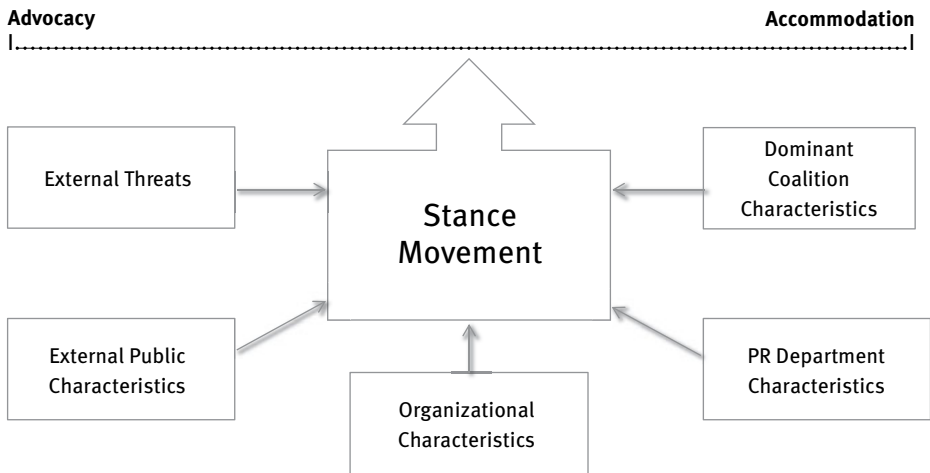 Advocacy
Accommodation
External Threats
Stance
Movement
Dominant
Coalition
Characteristics
External Public
Characteristics
Organizational
Characteristics
PR Department
Characteristics